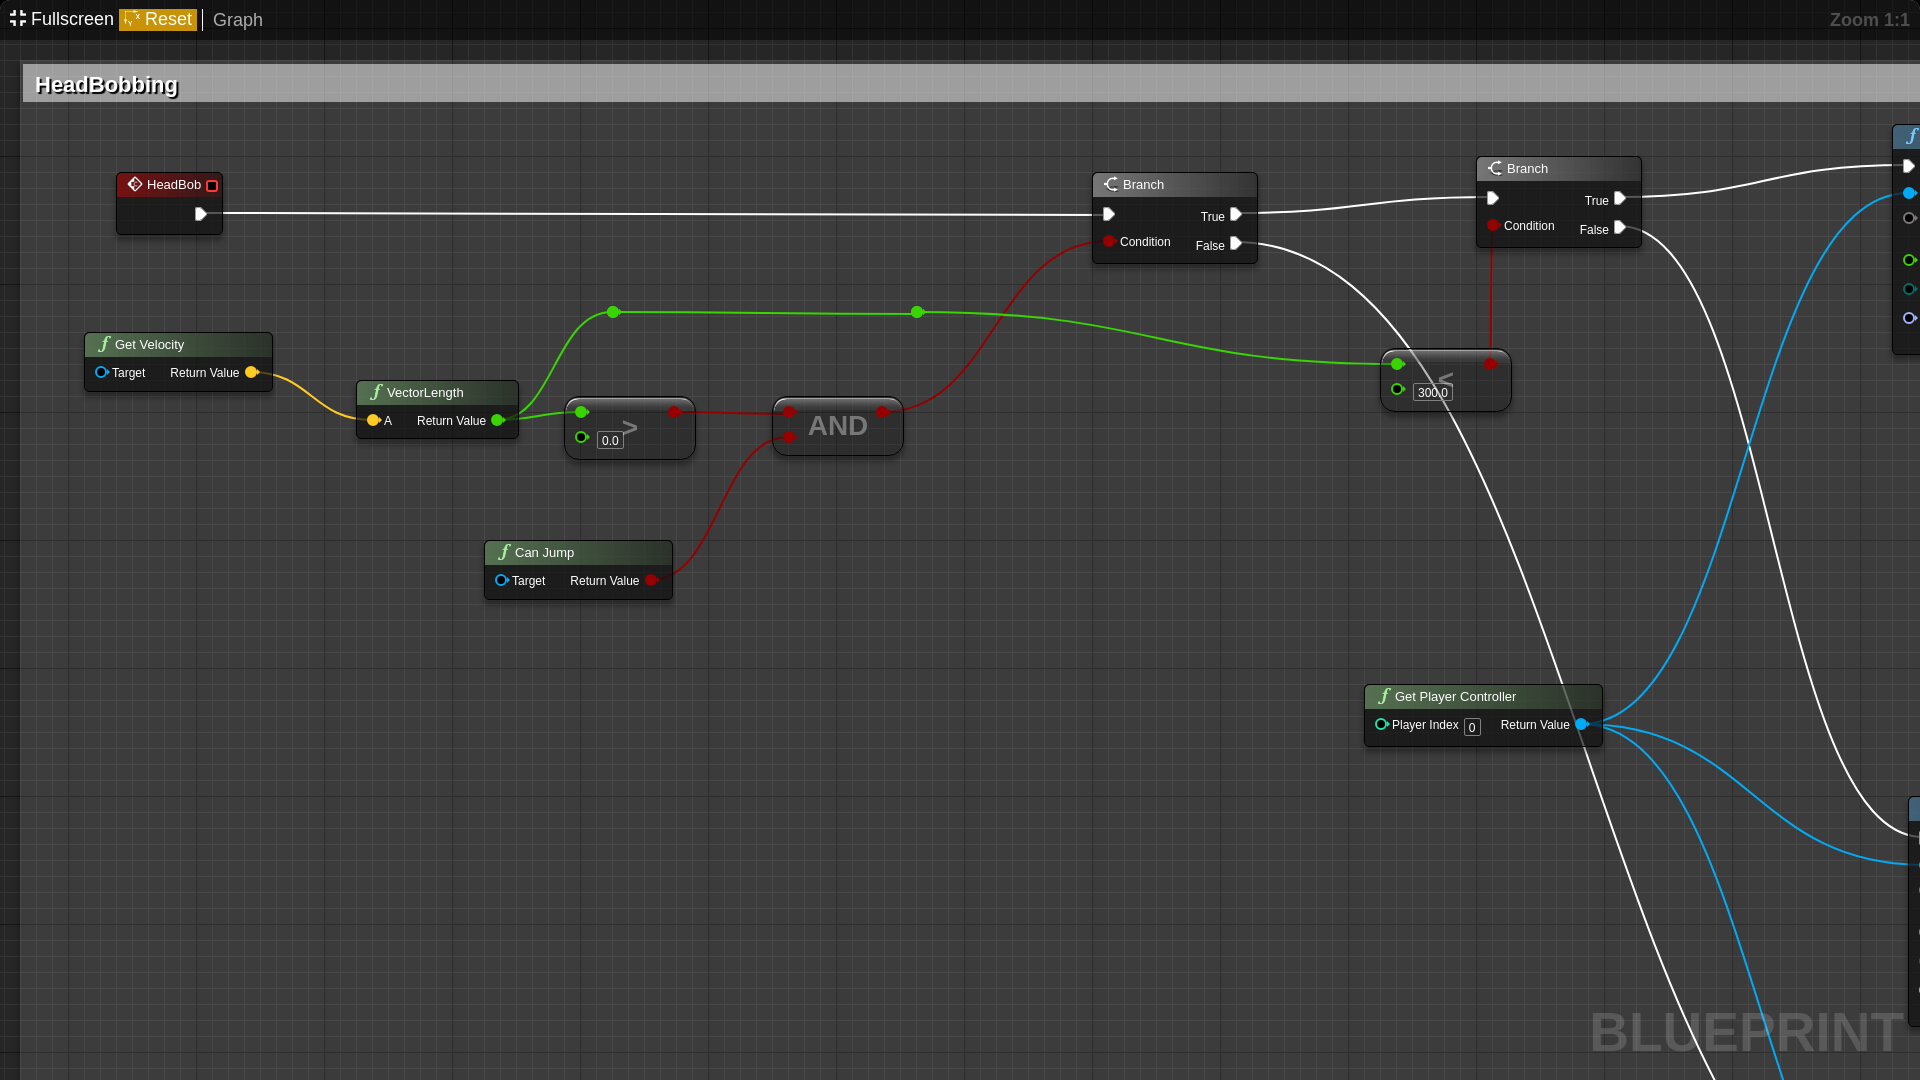 Fullscreen Reset Graph Zoom 1:1
HeadBobbing
HeadBob
Branch
True
Condition False
Branch
True
Condition False
Get Velocity
Target Return Value
VectorLength
A Return Value
>
0.0
AND
<
300.0
Can Jump
Target Return Value
Get Player Controller
Player Index 0 Return Value
BLUEPRINT